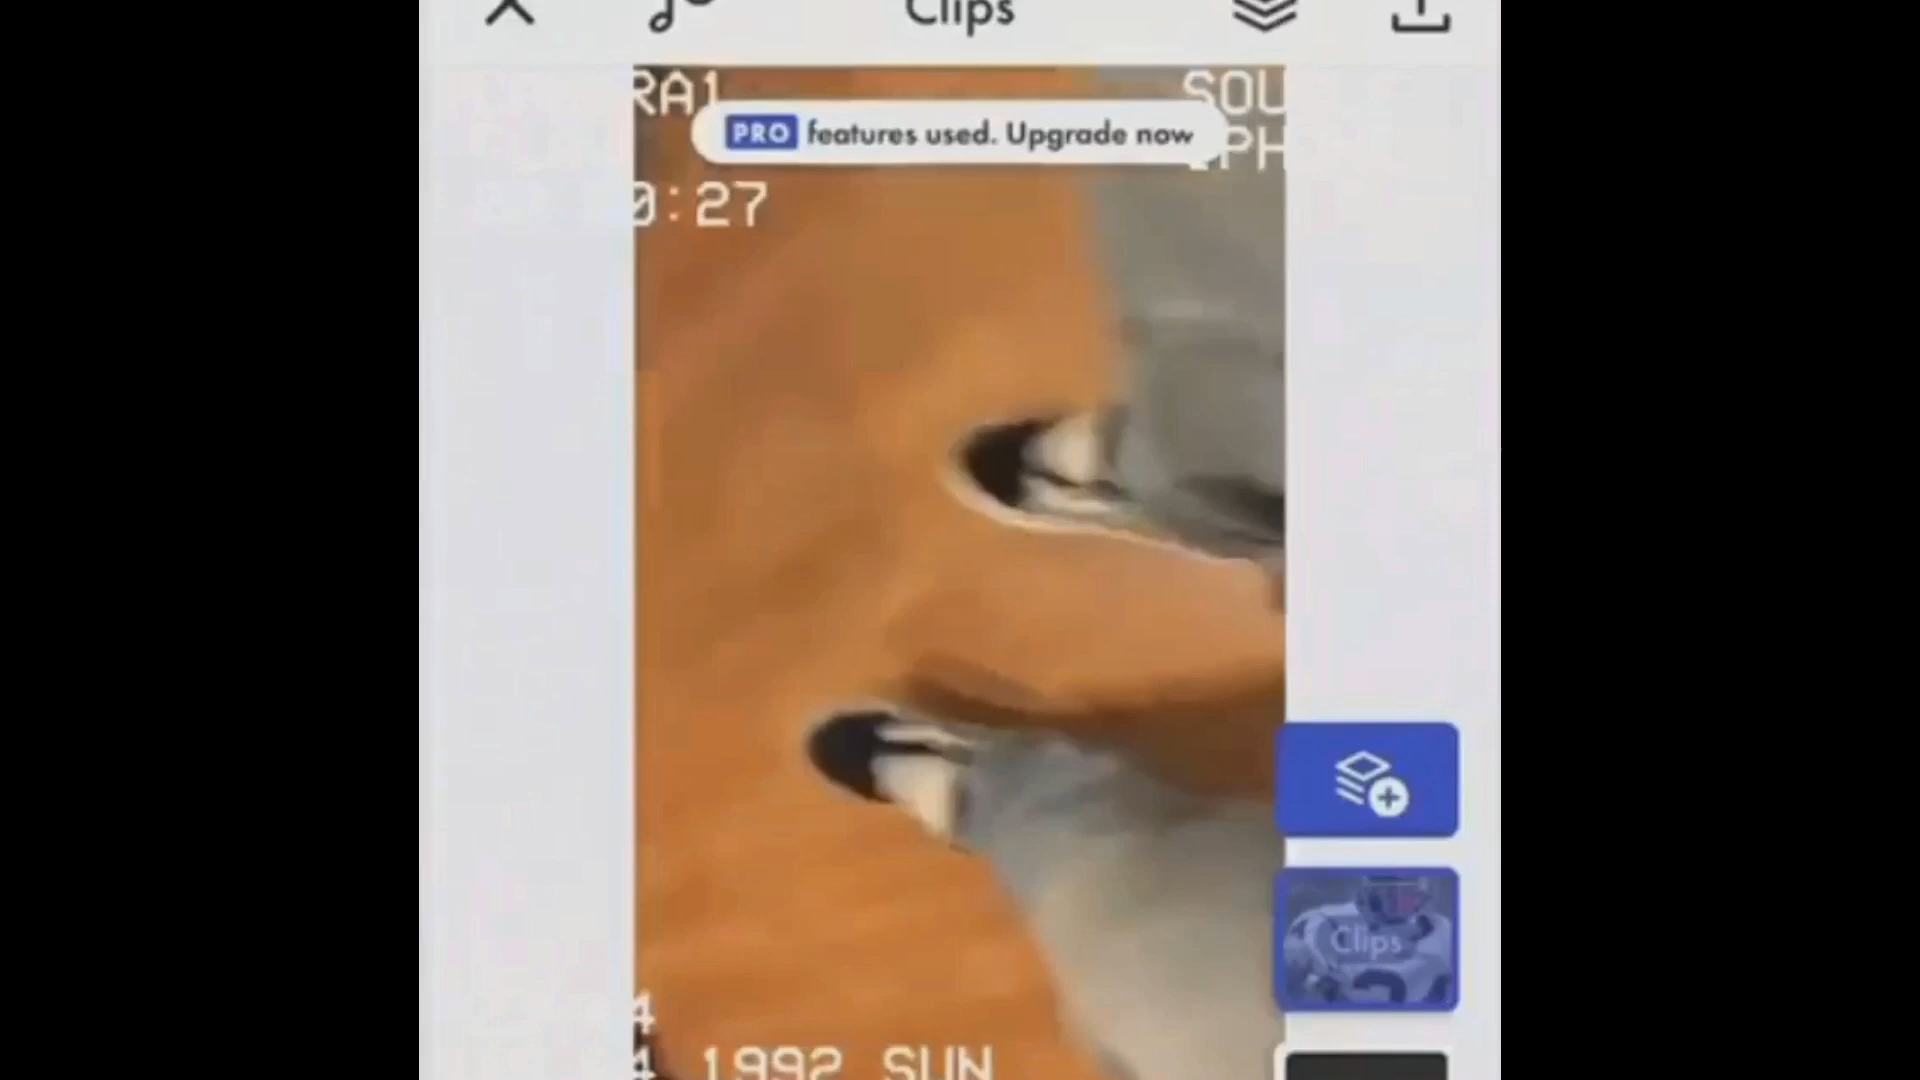 Clips
RA1
SOU
PRO features used. Upgrade now
PH
0:27
Clips
4
4 1992 SUN